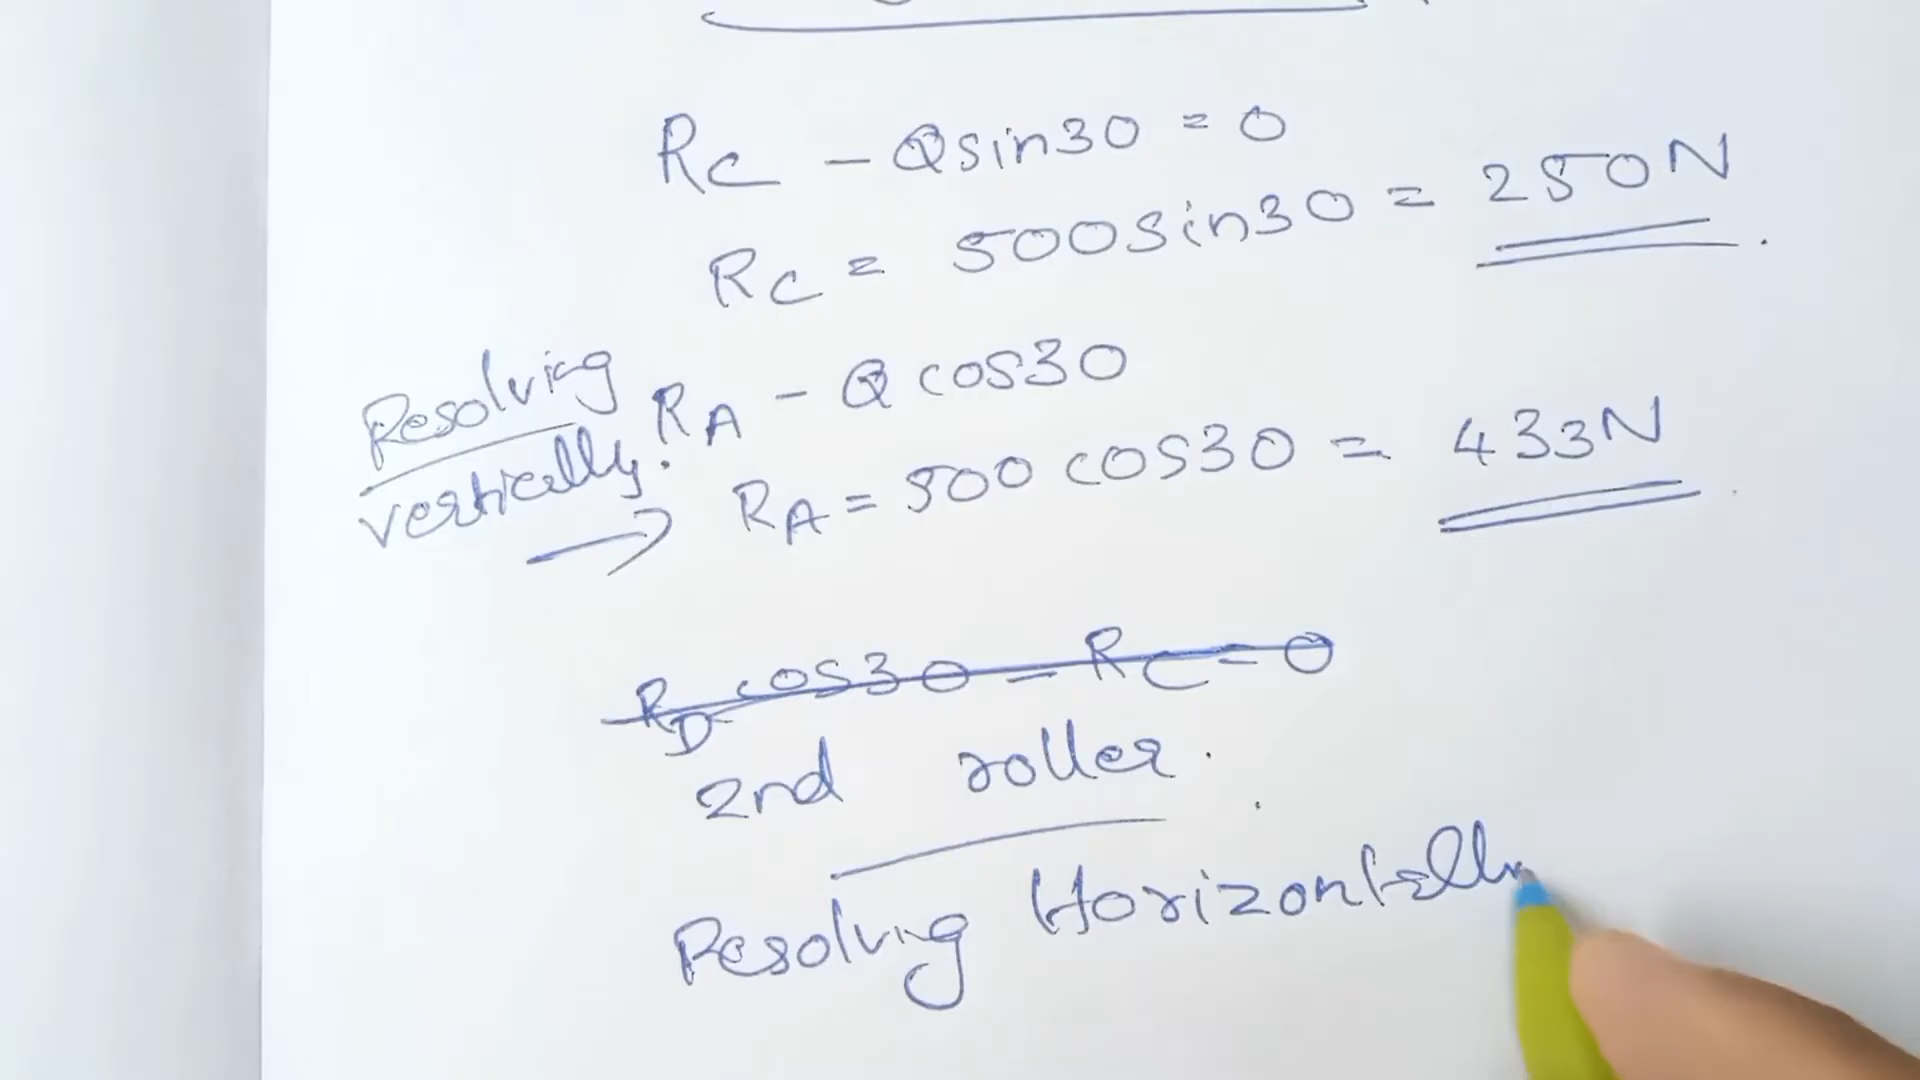 Rc - Qsin30 = 0
Rc = 500sin30 = 250N
Resolving
vertically.
RA - Q cos30
→ RA = 500 cos30 = 433N
RD cos30 - Rc = 0
2nd roller.
Resolving Horizontally